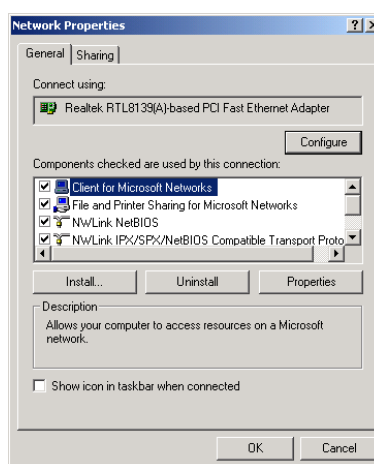 Network Properties
General Sharing
Connect using:
Realtek RTL8139(A)-based PCI Fast Ethernet Adapter
Configure
Components checked are used by this connection:
Client for Microsoft Networks
File and Printer Sharing for Microsoft Networks
NWLink NetBIOS
NWLink IPX/SPX/NetBIOS Compatible Transport Proto
Install... Uninstall Properties
Description
Allows your computer to access resources on a Microsoft
network.
Show icon in taskbar when connected
OK Cancel